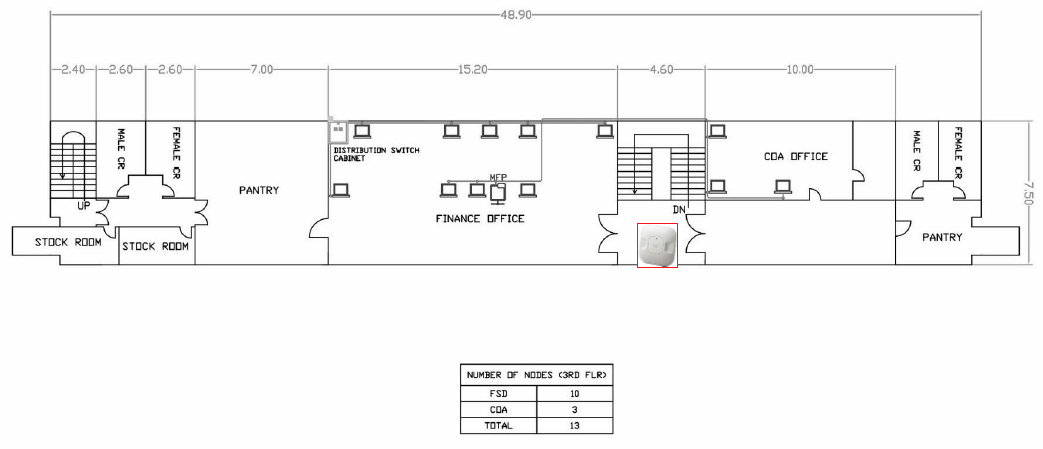 48.90
2.40 2.60 2.60 7.00 15.20 4.60 10.00
MALE CR
FEMALE CR
DISTRIBUTION SWITCH
CABINET
PANTRY
MFP
FINANCE OFFICE
UP
STOCK ROOM
STOCK ROOM
DN
COA OFFICE
MALE CR
FEMALE CR
PANTRY
7.50
NUMBER OF NODES (3RD FLR)
FSD 10
COA 3
TOTAL 13